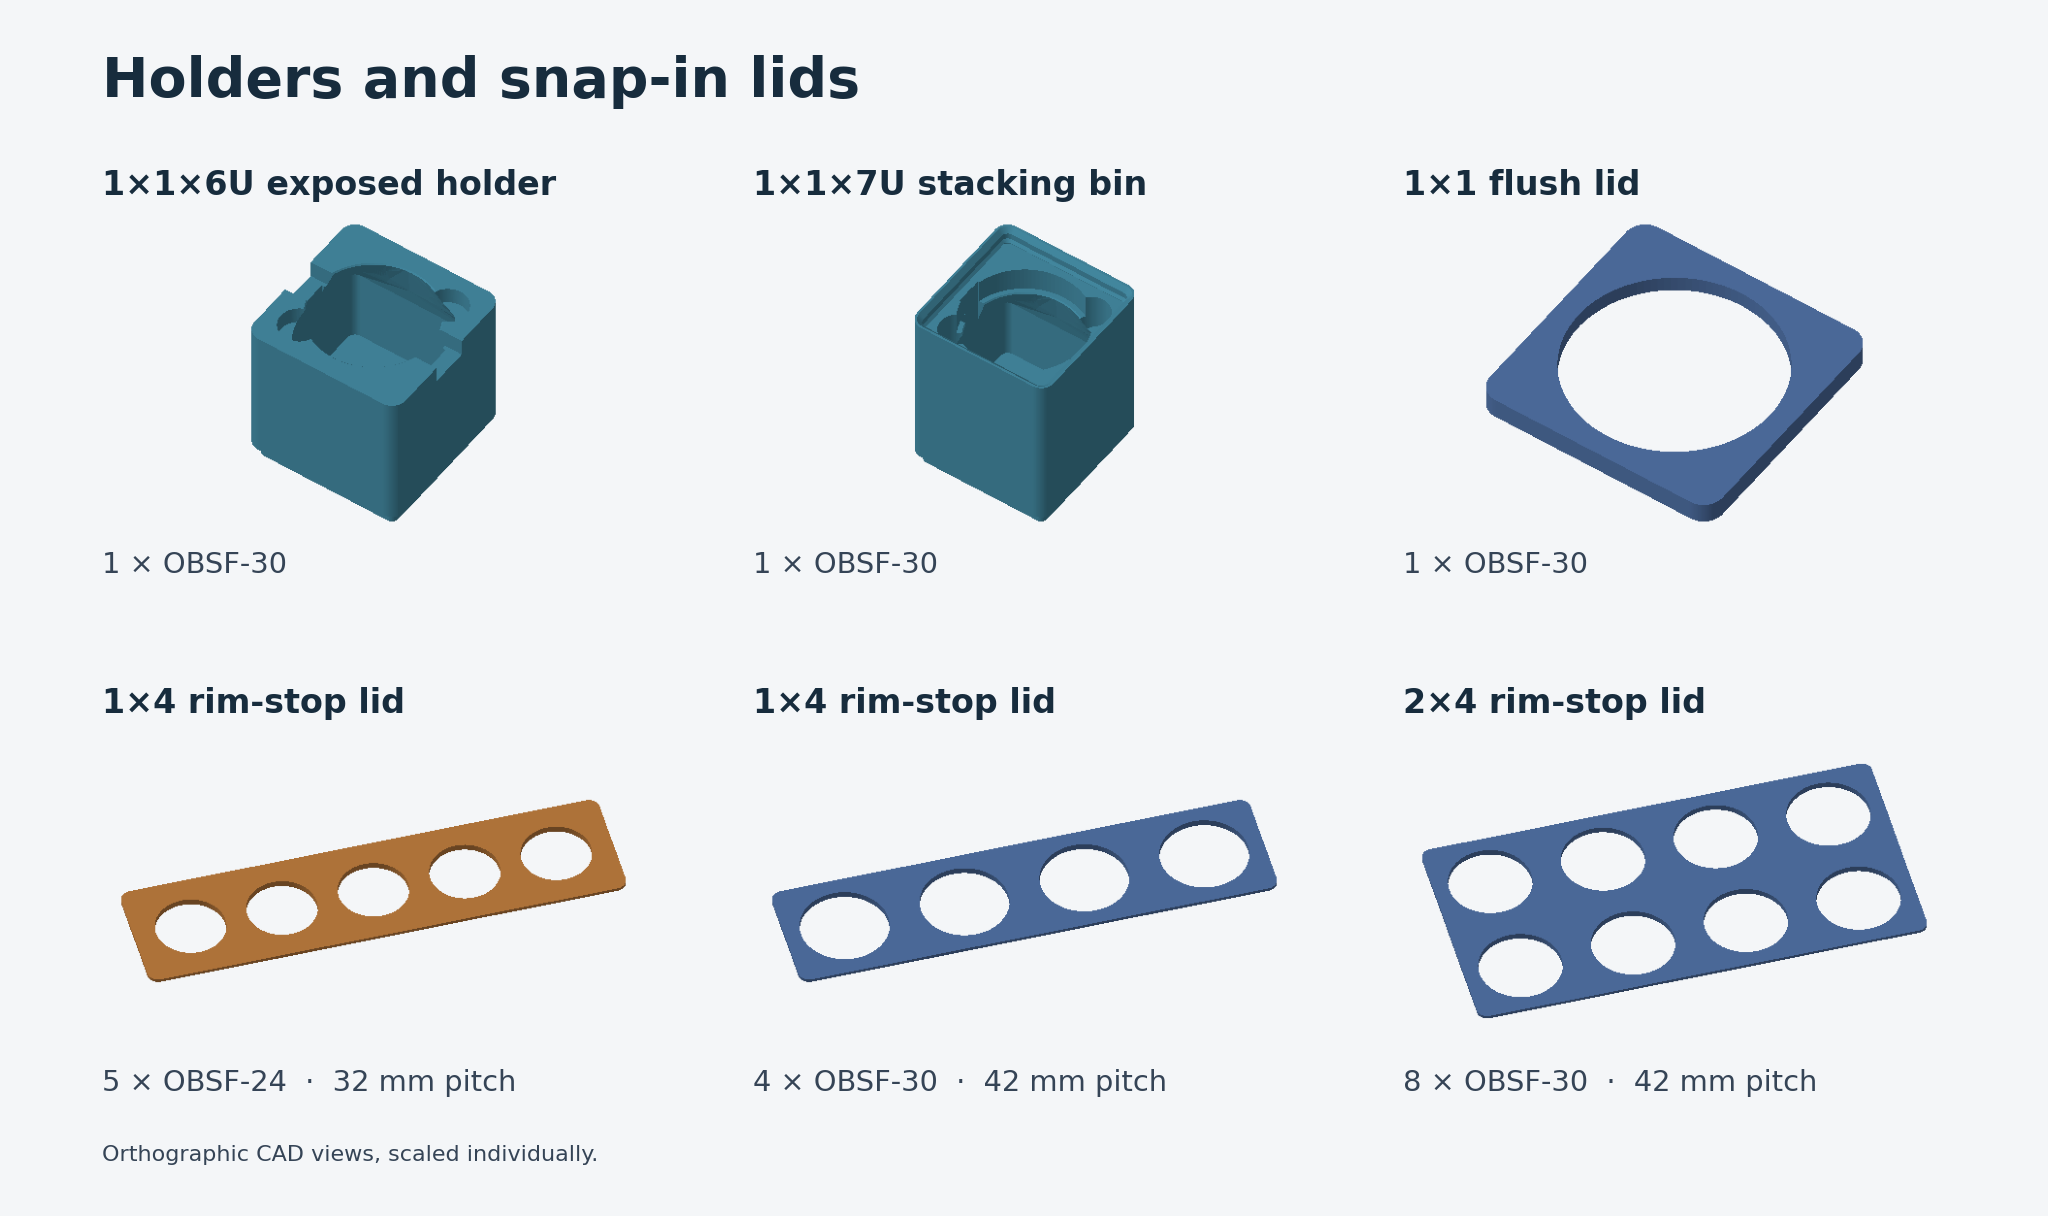 Holders and snap-in lids
1×1×6U exposed holder
1×1×7U stacking bin
1×1 flush lid
1 × OBSF-30
1 × OBSF-30
1 × OBSF-30
1×4 rim-stop lid
1×4 rim-stop lid
2×4 rim-stop lid
5 × OBSF-24 · 32 mm pitch
4 × OBSF-30 · 42 mm pitch
8 × OBSF-30 · 42 mm pitch
Orthographic CAD views, scaled individually.